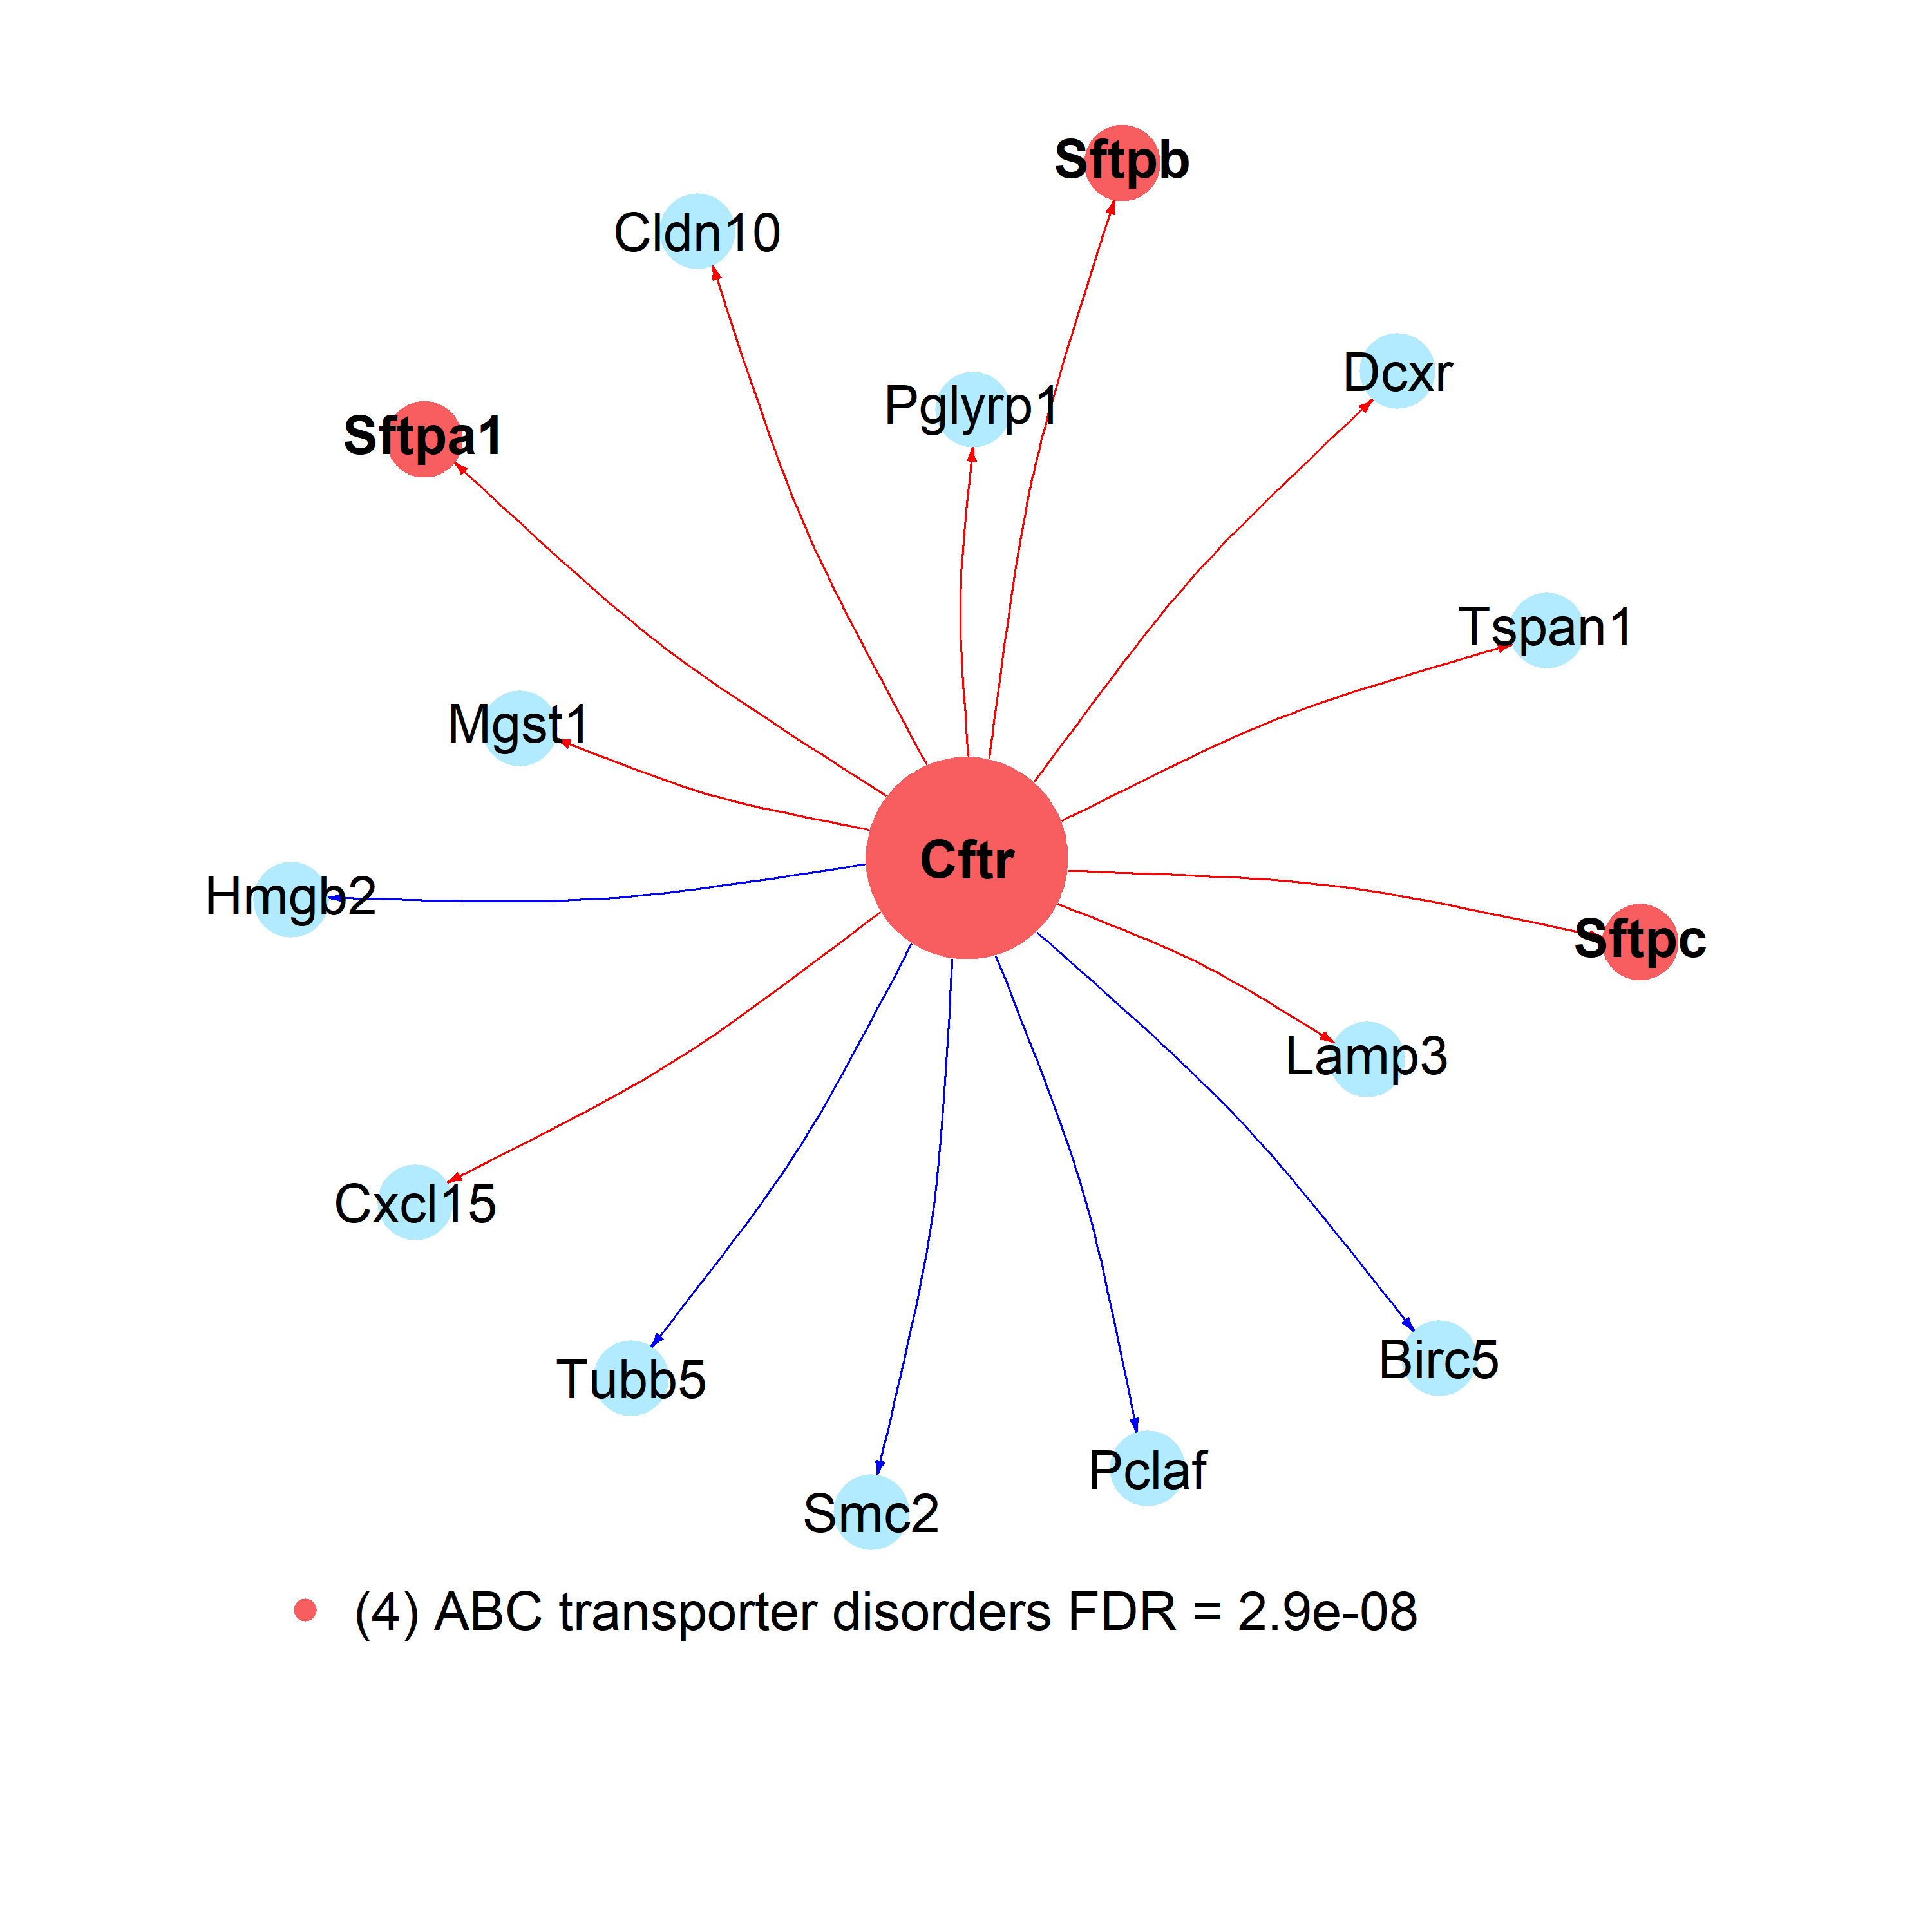 Sftpb
Cldn10
Dcxr
Pglyrp1
Sftpa1
Tspan1
Mgst1
Cftr
Hmgb2
Sftpc
Lamp3
Cxcl15
Birc5
Tubb5
Pclaf
Smc2
(4) ABC transporter disorders FDR = 2.9e-08